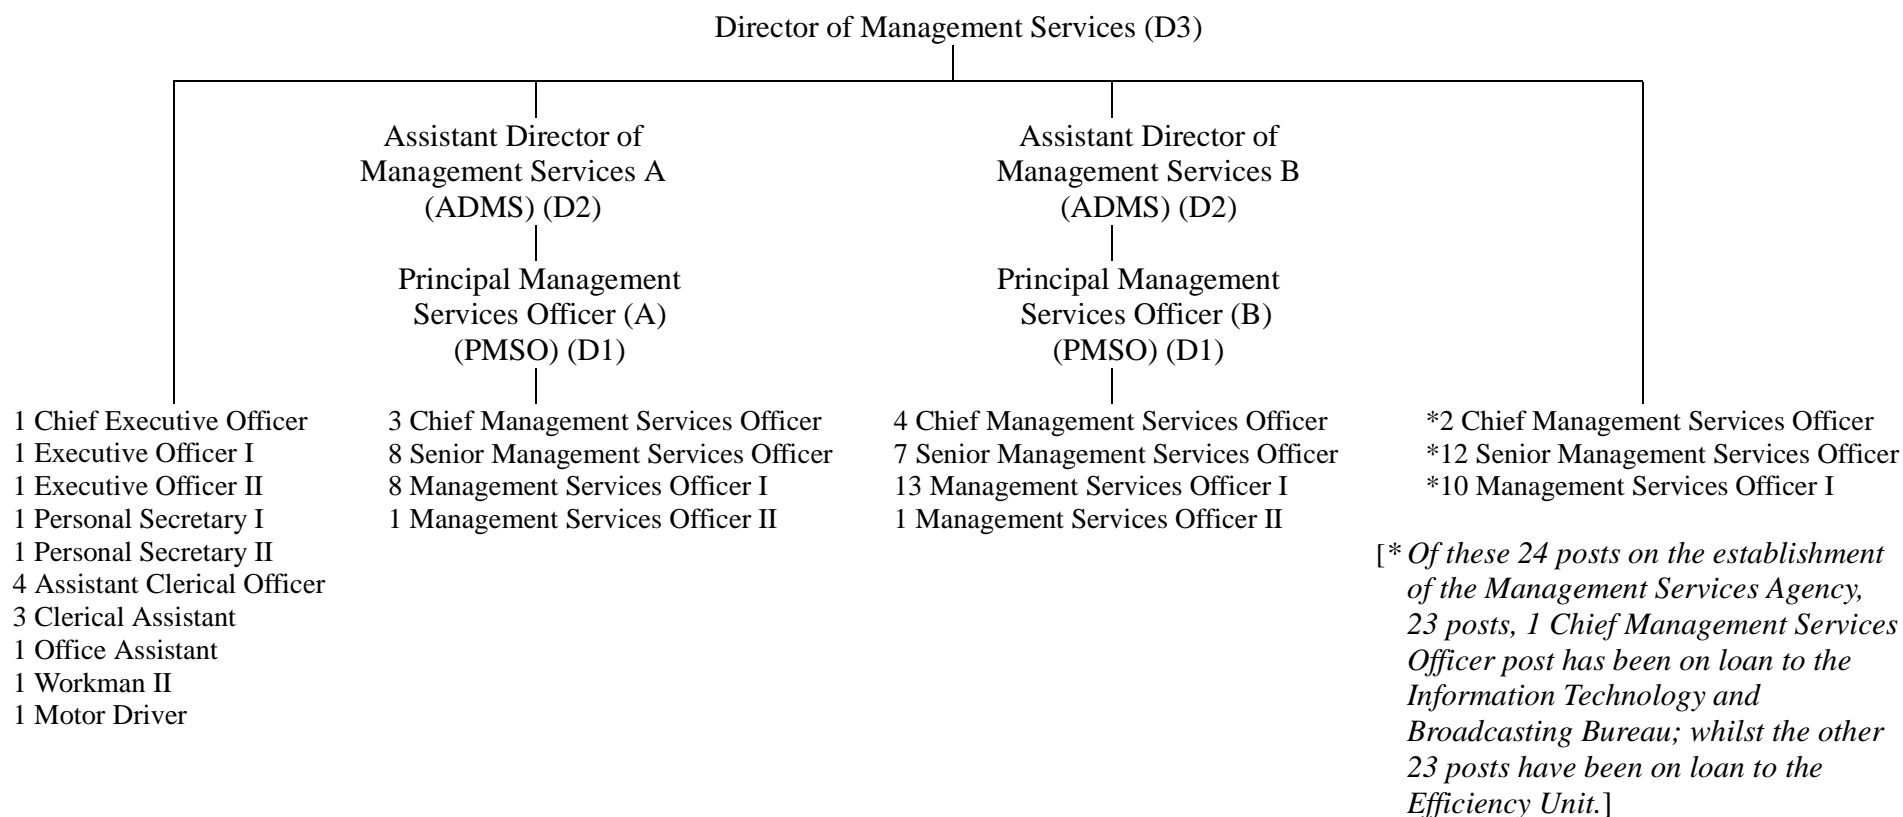 Director of Management Services (D3)
Assistant Director of
Management Services A
(ADMS) (D2)
Assistant Director of
Management Services B
(ADMS) (D2)
Principal Management
Services Officer (A)
(PMSO) (D1)
Principal Management
Services Officer (B)
(PMSO) (D1)
1 Chief Executive Officer
1 Executive Officer I
1 Executive Officer II
1 Personal Secretary I
1 Personal Secretary II
4 Assistant Clerical Officer
3 Clerical Assistant
1 Office Assistant
1 Workman II
1 Motor Driver
3 Chief Management Services Officer
8 Senior Management Services Officer
8 Management Services Officer I
1 Management Services Officer II
4 Chief Management Services Officer
7 Senior Management Services Officer
13 Management Services Officer I
1 Management Services Officer II
*2 Chief Management Services Officer
*12 Senior Management Services Officer
*10 Management Services Officer I
[* Of these 24 posts on the establishment
of the Management Services Agency,
23 posts, 1 Chief Management Services
Officer post has been on loan to the
Information Technology and
Broadcasting Bureau; whilst the other
23 posts have been on loan to the
Efficiency Unit.]